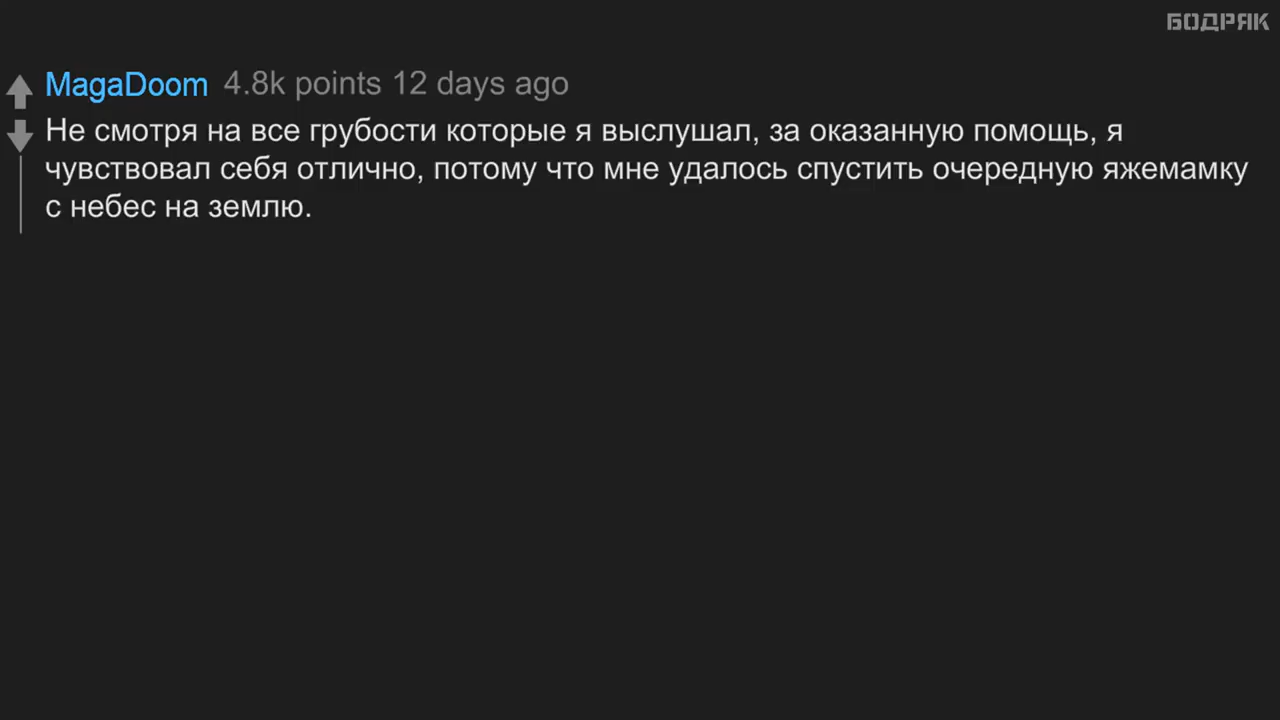 БОДРЯК
MagaDoom 4.8k points 12 days ago
Не смотря на все грубости которые я выслушал, за оказанную помощь, я
чувствовал себя отлично, потому что мне удалось спустить очередную яжемамку
с небес на землю.